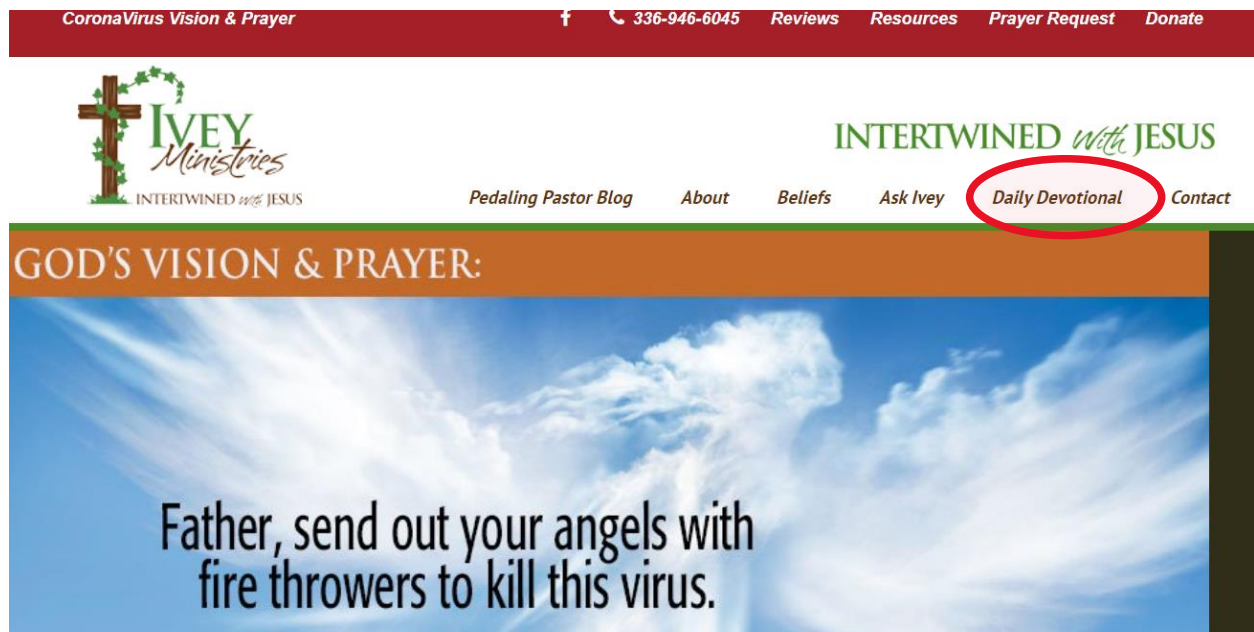 CoronaVirus Vision & Prayer f 336-946-6045 Reviews Resources Prayer Request Donate
IVEY
Ministries
INTERTWINED with JESUS
INTERTWINED With JESUS
Pedaling Pastor Blog About Beliefs Ask Ivey Daily Devotional Contact
GOD'S VISION & PRAYER:
Father, send out your angels with
fire throwers to kill this virus.